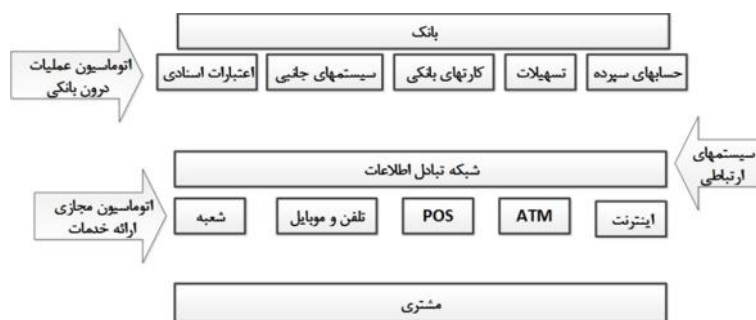 بانک
اتوماسیون عملیات
درون بانکی
حسابهای سپرده
تسهیلات
کارتهای بانکی
سیستمهای جانبی
اعتبارات اسنادی
سیستمهای
ارتباطی
شبکه تبادل اطلاعات
اتوماسیون مجازی
ارائه خدمات
اینترنت
ATM
POS
تلفن و موبایل
شعبه
مشتری